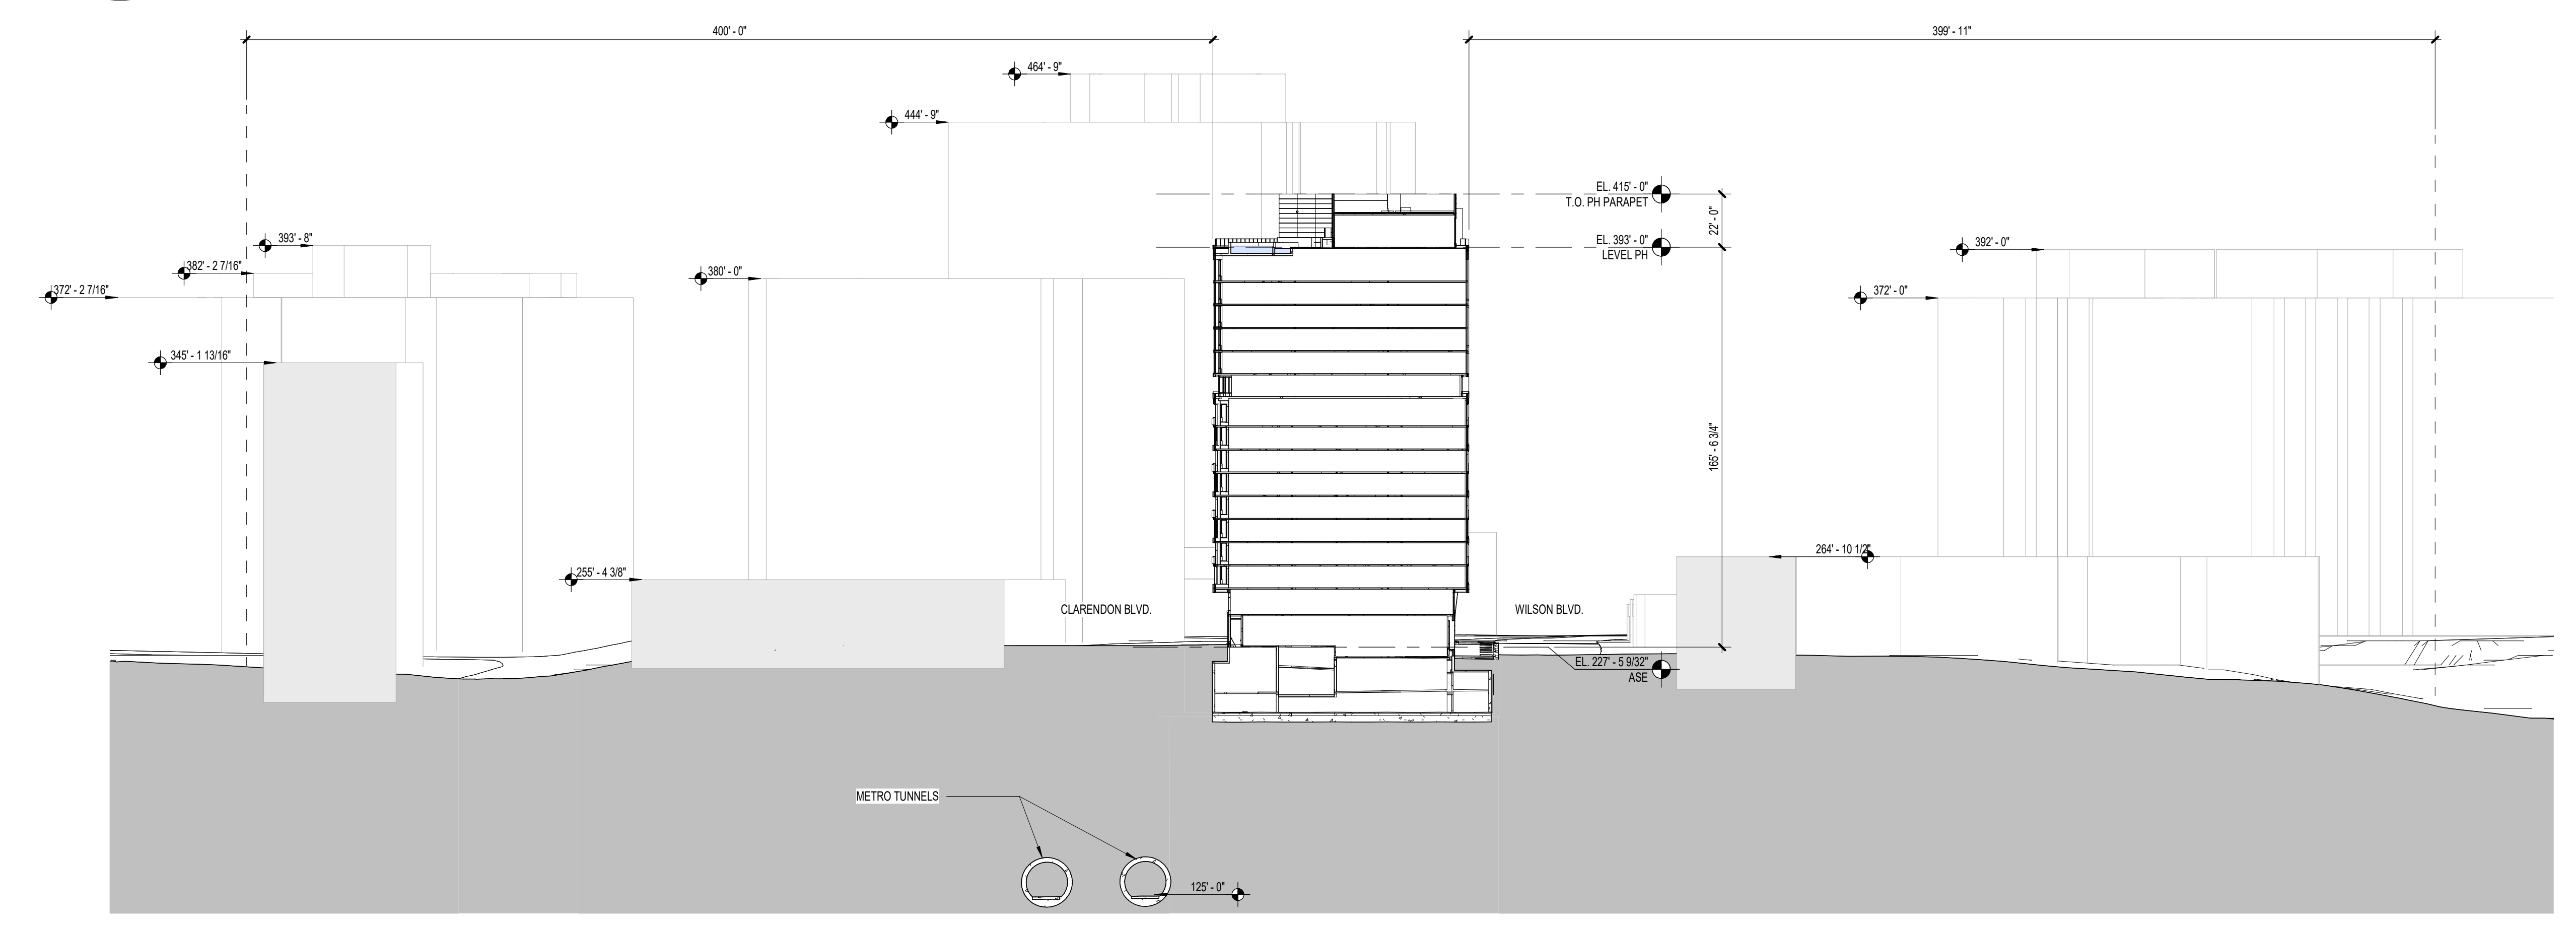 400' - 0"
399' - 11"
464' - 9"
444' - 9"
EL. 415' - 0"
T.O. PH PARAPET
22' - 0"
393' - 8"
EL. 393' - 0"
LEVEL PH
392' - 0"
382' - 2 7/16"
380' - 0"
372' - 2 7/16"
372' - 0"
345' - 1 13/16"
165' - 6 3/4"
264' - 10 1/2"
255' - 4 3/8"
CLARENDON BLVD.
WILSON BLVD.
EL. 227' - 5 9/32"
ASE
METRO TUNNELS
125' - 0"